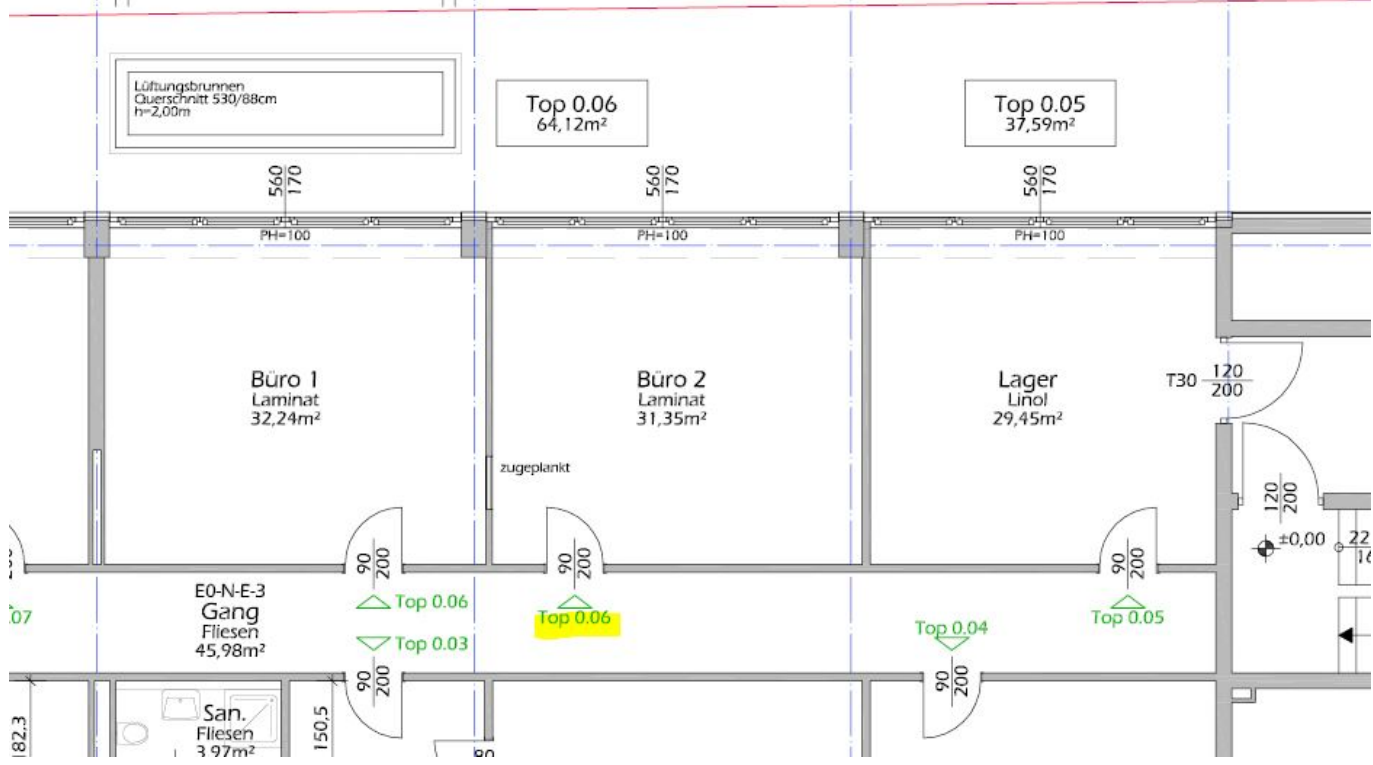 Lüftungsbrunnen
Querschnitt 530/88cm
h=2,00m
Top 0.06
64,12m²
Top 0.05
37,59m²
560
170
560
170
560
170
PH=100
PH=100
PH=100
Büro 1
Laminat
32,24m²
Büro 2
Laminat
31,35m²
Lager
Linol
29,45m²
T30
120
200
zugeplankt
120
200
±0,00
22
16
90
200
90
200
90
200
E0-N-E-3
Gang
Fliesen
45,98m²
.07
Top 0.06
Top 0.03
Top 0.06
Top 0.04
Top 0.05
90
200
90
200
182,3
San.
Fliesen
3,97m²
150,5
90